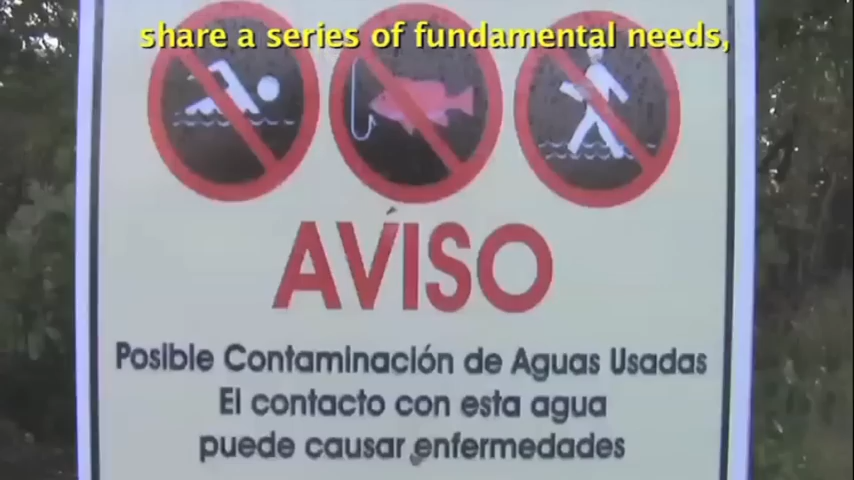 share a series of fundamental needs,
AVISO
Posible Contaminación de Aguas Usadas
El contacto con esta agua
puede causar enfermedades